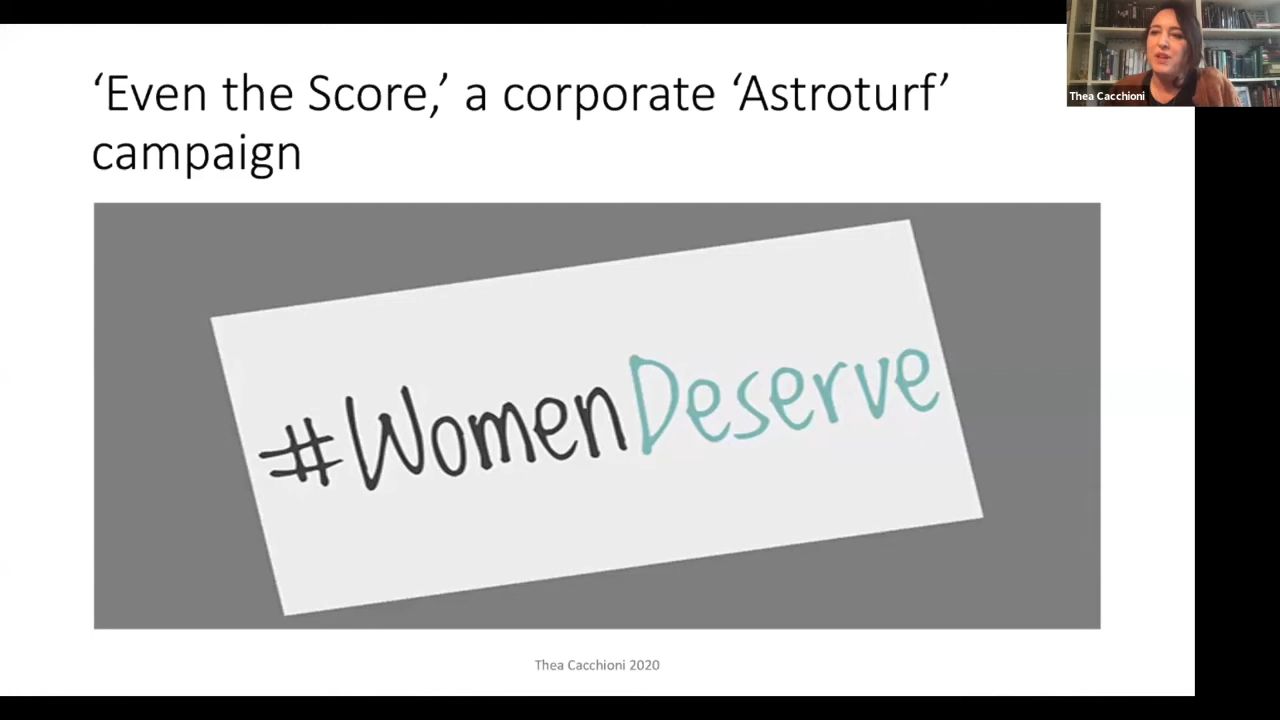 ‘Even the Score,’ a corporate ‘Astroturf’
campaign
Thea Cacchioni
#WomenDeserve
Thea Cacchioni 2020